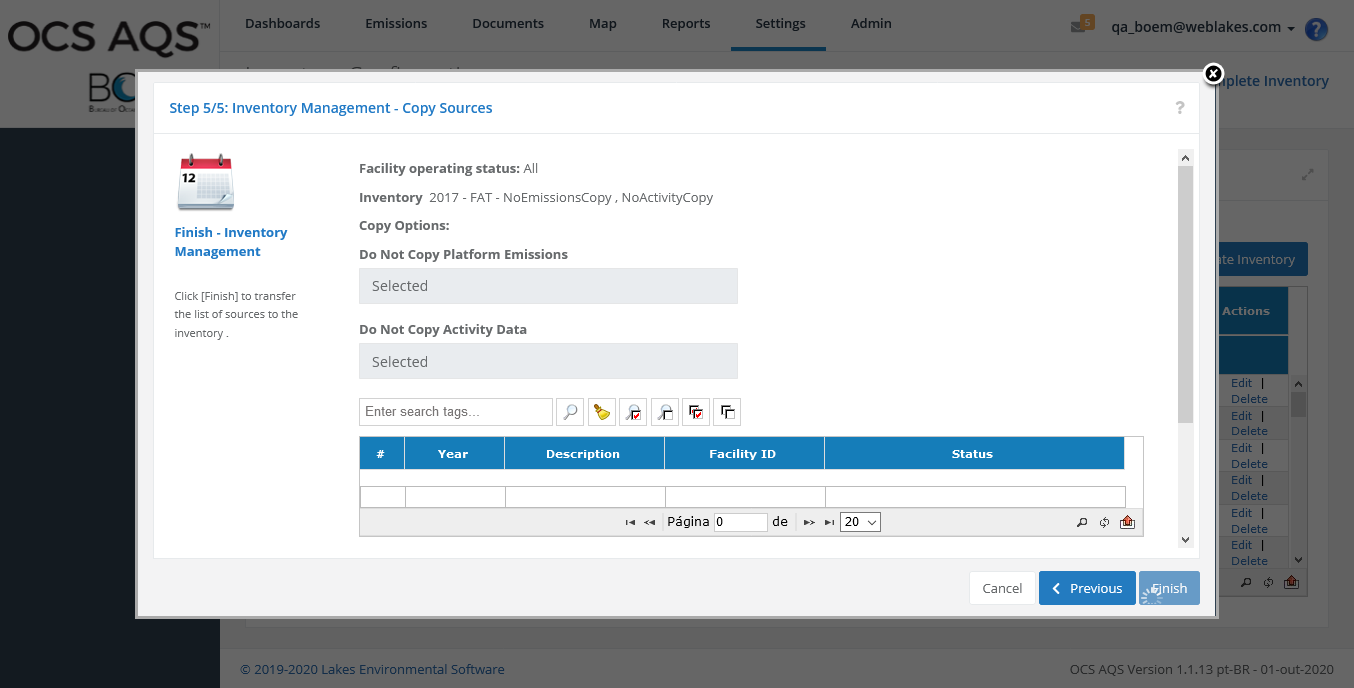 OCS AQS™
Dashboards Emissions Documents Map Reports Settings Admin
5 qa_boem@weblakes.com ?
plete Inventory
Step 5/5: Inventory Management - Copy Sources ?
12
Finish - Inventory
Management
Click [Finish] to transfer
the list of sources to the
inventory .
Facility operating status: All
Inventory 2017 - FAT - NoEmissionsCopy , NoActivityCopy
Copy Options:
Do Not Copy Platform Emissions
Selected
Do Not Copy Activity Data
Selected
Enter search tags...
# Year Description Facility ID Status
Página 0 de 20
te Inventory
Actions
Edit |
Delete
Edit |
Delete
Edit |
Delete
Edit |
Delete
Edit |
Delete
Edit |
Delete
Cancel Previous Finish
© 2019-2020 Lakes Environmental Software
OCS AQS Version 1.1.13 pt-BR - 01-out-2020